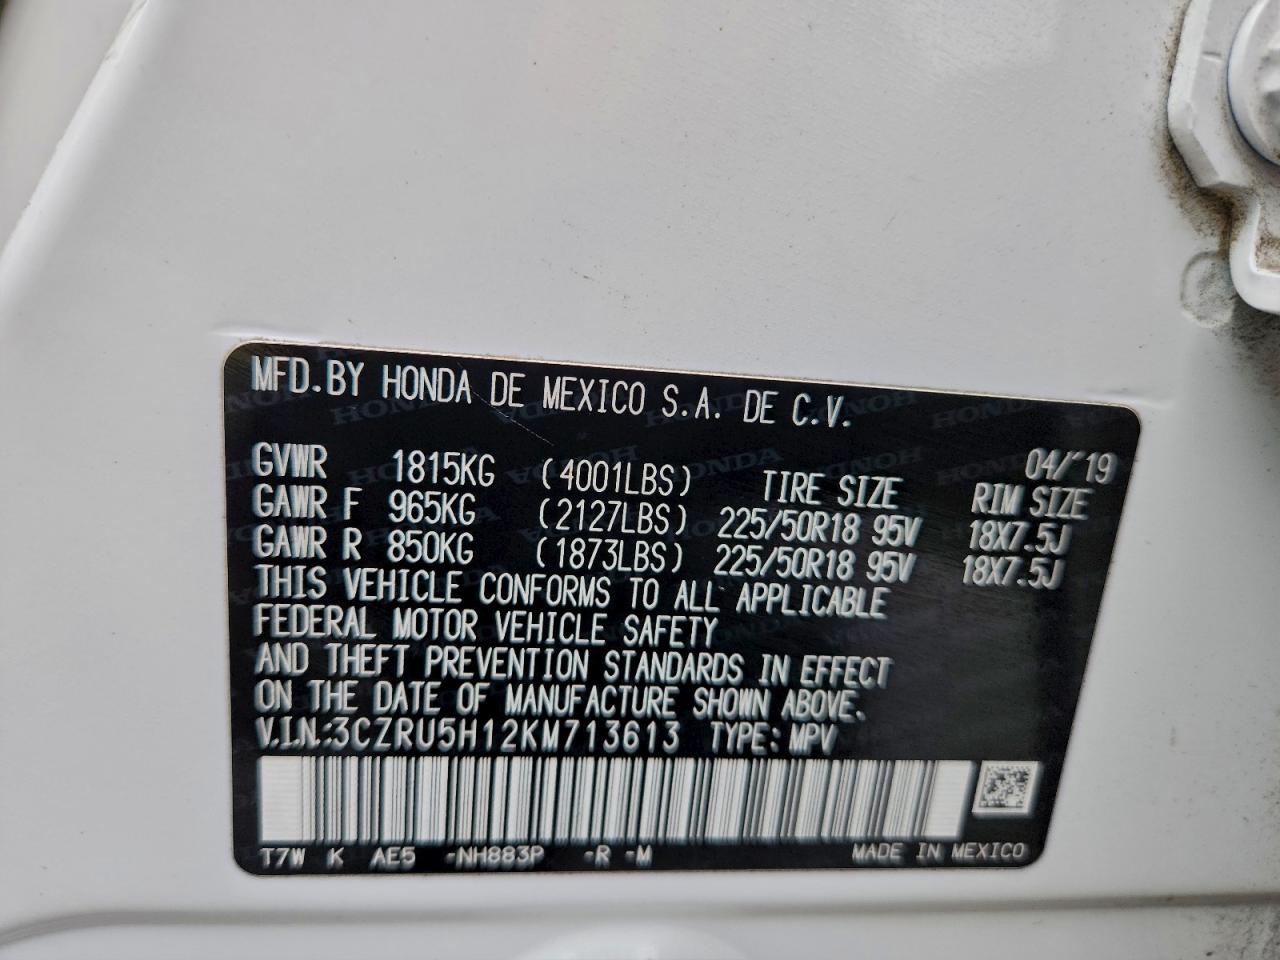 MFD.BY HONDA DE MEXICO S.A. DE C.V.
04/'19
GVWR 1815KG (4001LBS) TIRE SIZE RIM SIZE
GAWR F 965KG (2127LBS) 225/50R18 95V 18X7.5J
GAWR R 850KG (1873LBS) 225/50R18 95V 18X7.5J
THIS VEHICLE CONFORMS TO ALL APPLICABLE
FEDERAL MOTOR VEHICLE SAFETY
AND THEFT PREVENTION STANDARDS IN EFFECT
ON THE DATE OF MANUFACTURE SHOWN ABOVE.
V.I.N.:3CZRU5H12KM713613 TYPE: MPV
T7W K AE5 -NH883P -R -M MADE IN MEXICO